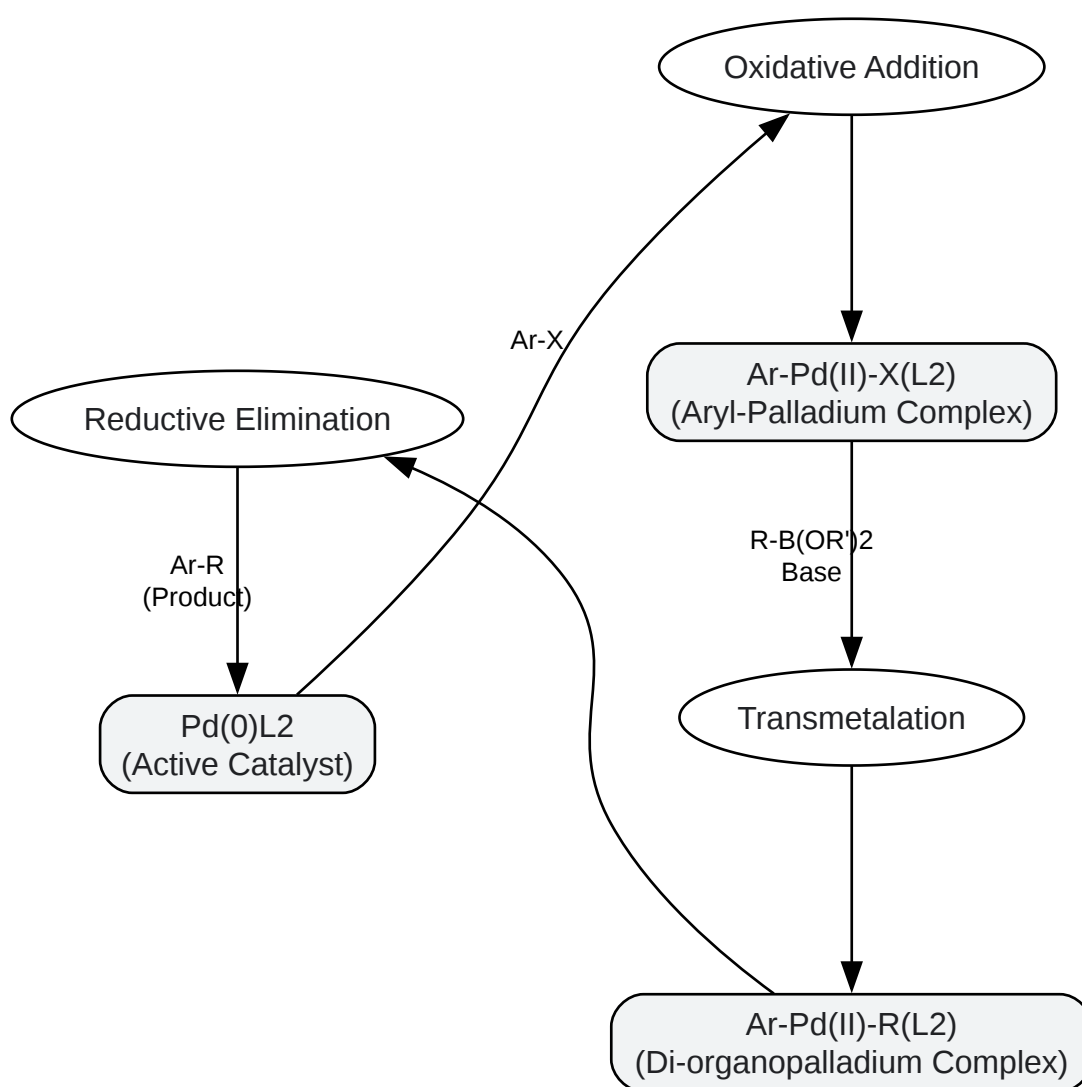 Oxidative Addition
Ar-X
Ar-Pd(II)-X(L2)
(Aryl-Palladium Complex)
Reductive Elimination
R-B(OR')2
Base
Ar-R
(Product)
Transmetalation
Pd(0)L2
(Active Catalyst)
Ar-Pd(II)-R(L2)
(Di-organopalladium Complex)